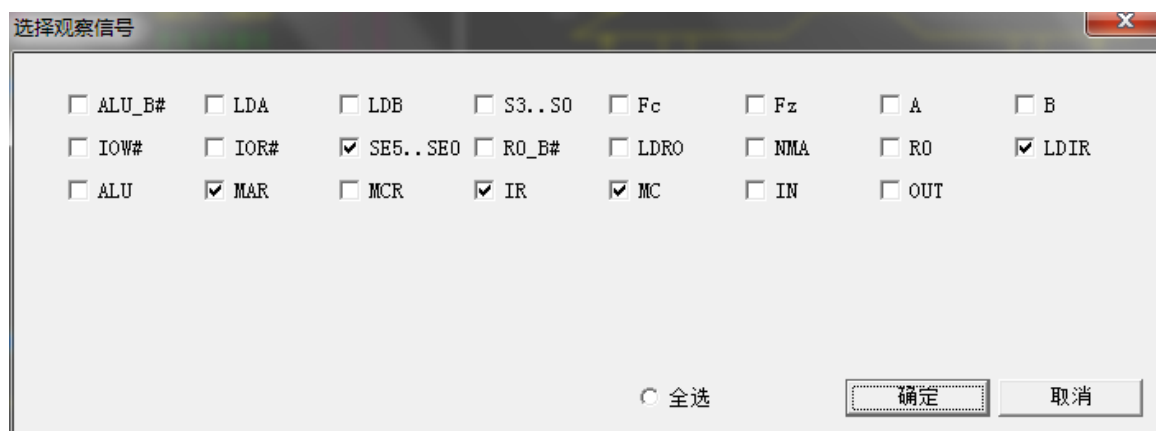 选择观察信号
ALU_B# LDA LDB S3..S0 Fc Fz A B
IOW# IOR# SE5..SE0 R0_B# LDR0 NMA R0 LDIR
ALU MAR MCR IR MC IN OUT
全选 确定 取消